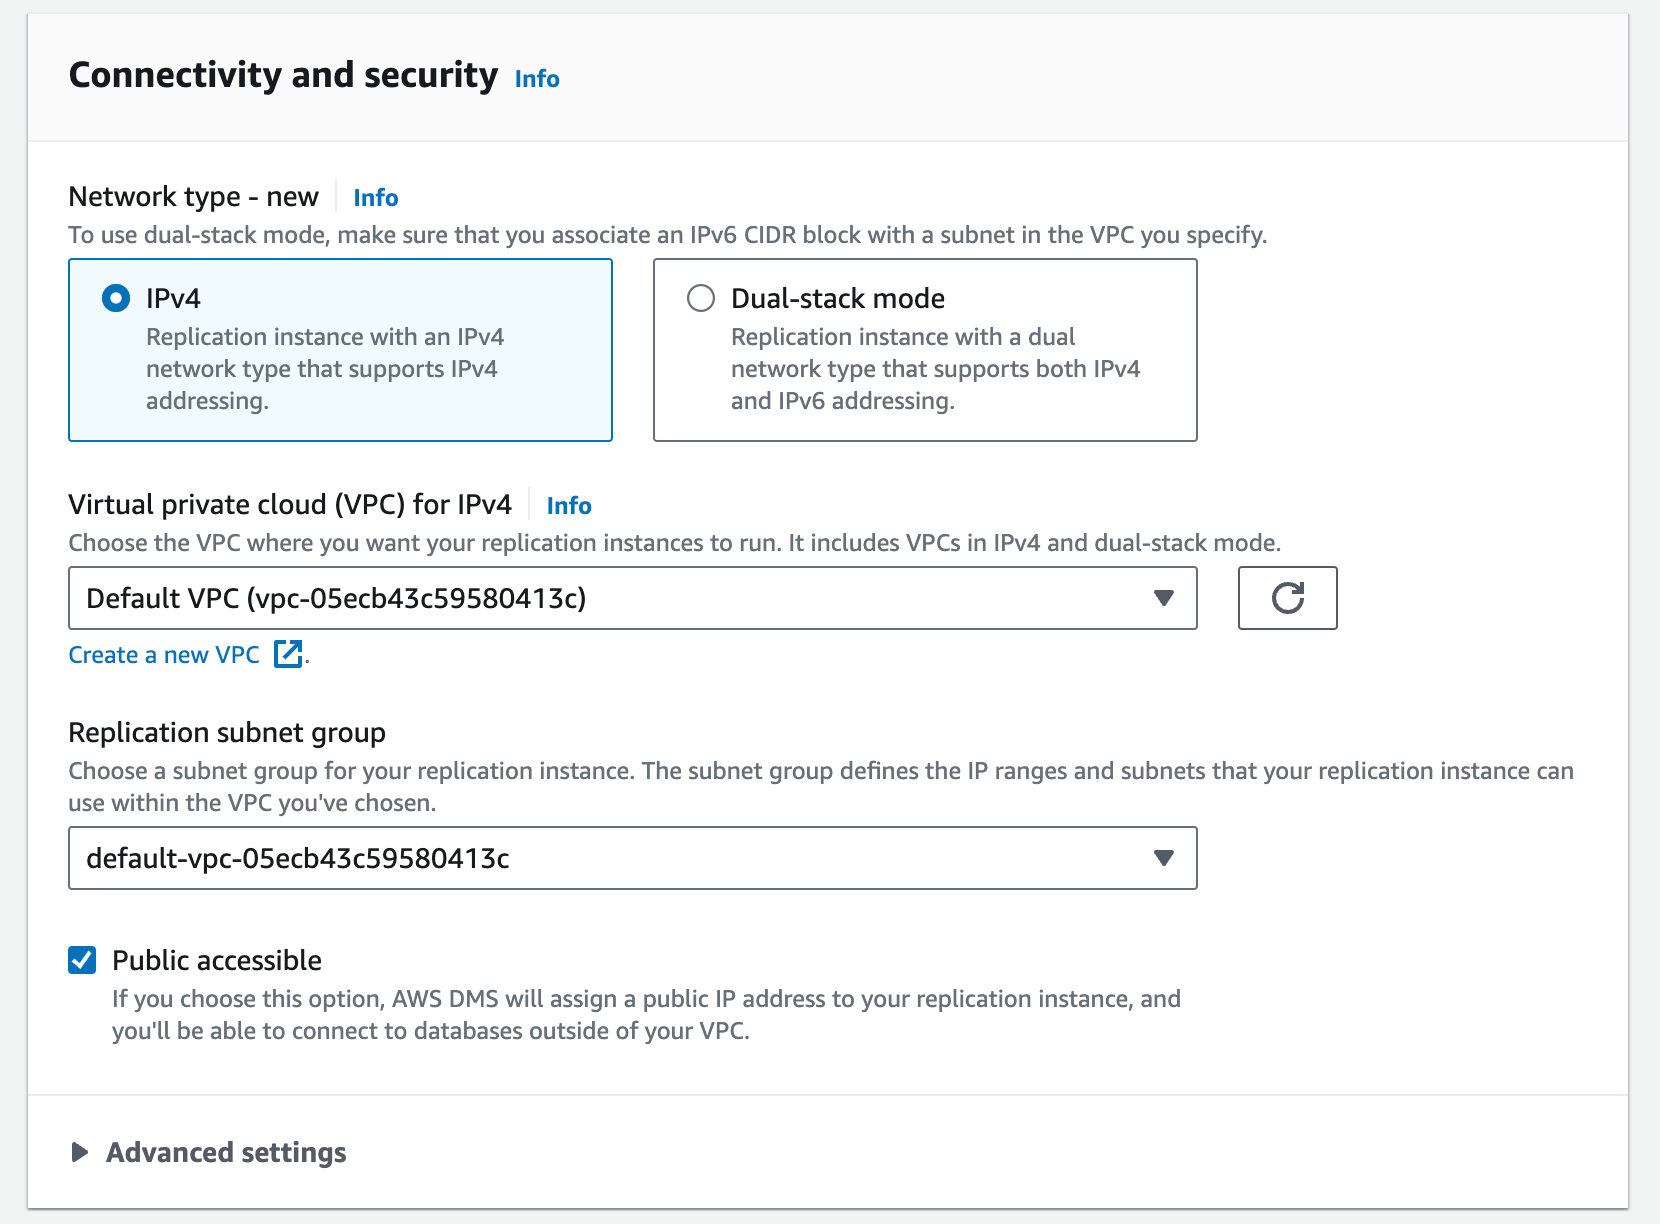 Connectivity and security Info
Network type - new Info
To use dual-stack mode, make sure that you associate an IPv6 CIDR block with a subnet in the VPC you specify.
IPv4
Replication instance with an IPv4
network type that supports IPv4
addressing.
Dual-stack mode
Replication instance with a dual
network type that supports both IPv4
and IPv6 addressing.
Virtual private cloud (VPC) for IPv4 Info
Choose the VPC where you want your replication instances to run. It includes VPCs in IPv4 and dual-stack mode.
Default VPC (vpc-05ecb43c59580413c)
Create a new VPC .
Replication subnet group
Choose a subnet group for your replication instance. The subnet group defines the IP ranges and subnets that your replication instance can
use within the VPC you've chosen.
default-vpc-05ecb43c59580413c
Public accessible
If you choose this option, AWS DMS will assign a public IP address to your replication instance, and
you'll be able to connect to databases outside of your VPC.
Advanced settings